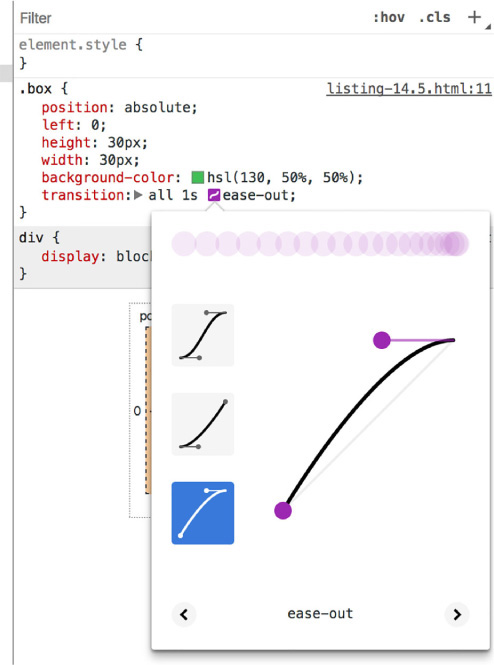 Filter :hov .cls +
element.style {
}
.box { listing-14.5.html:11
position: absolute;
left: 0;
height: 30px;
width: 30px;
background-color: hsl(130, 50%, 50%);
transition: all 1s ease-out;
}
div {
display: bloc
}
po
0
ease-out